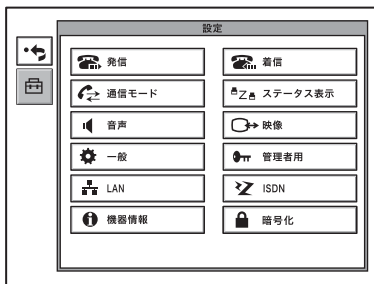 設定
発信
着信
通信モード
ステータス表示
音声
映像
一般
管理者用
LAN
ISDN
機器情報
暗号化